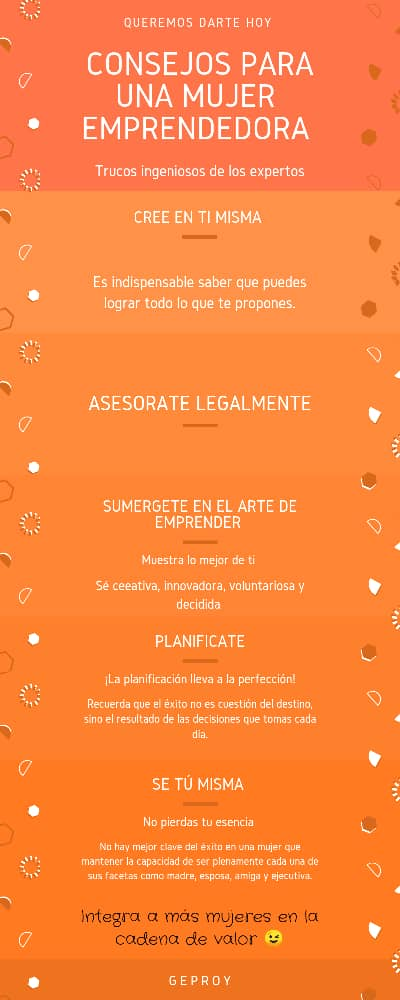 QUEREMOS DARTE HOY
CONSEJOS PARA
UNA MUJER
EMPRENDEDORA
Trucos ingeniosos de los expertos
CREE EN TI MISMA
Es indispensable saber que puedes
lograr todo lo que te propones.
ASESORATE LEGALMENTE
SUMERGETE EN EL ARTE DE
EMPRENDER
Muestra lo mejor de ti
Sé ceeativa, innovadora, voluntariosa y
decidida
PLANIFICATE
¡La planificación lleva a la perfección!
Recuerda que el éxito no es cuestión del destino,
sino el resultado de las decisiones que tomas cada
día.
SE TÚ MISMA
No pierdas tu esencia
No hay mejor clave del éxito en una mujer que
mantener la capacidad de ser plenamente cada una de
sus facetas como madre, esposa, amiga y ejecutiva.
Integra a más mujeres en la
cadena de valor 😉
GEPROY